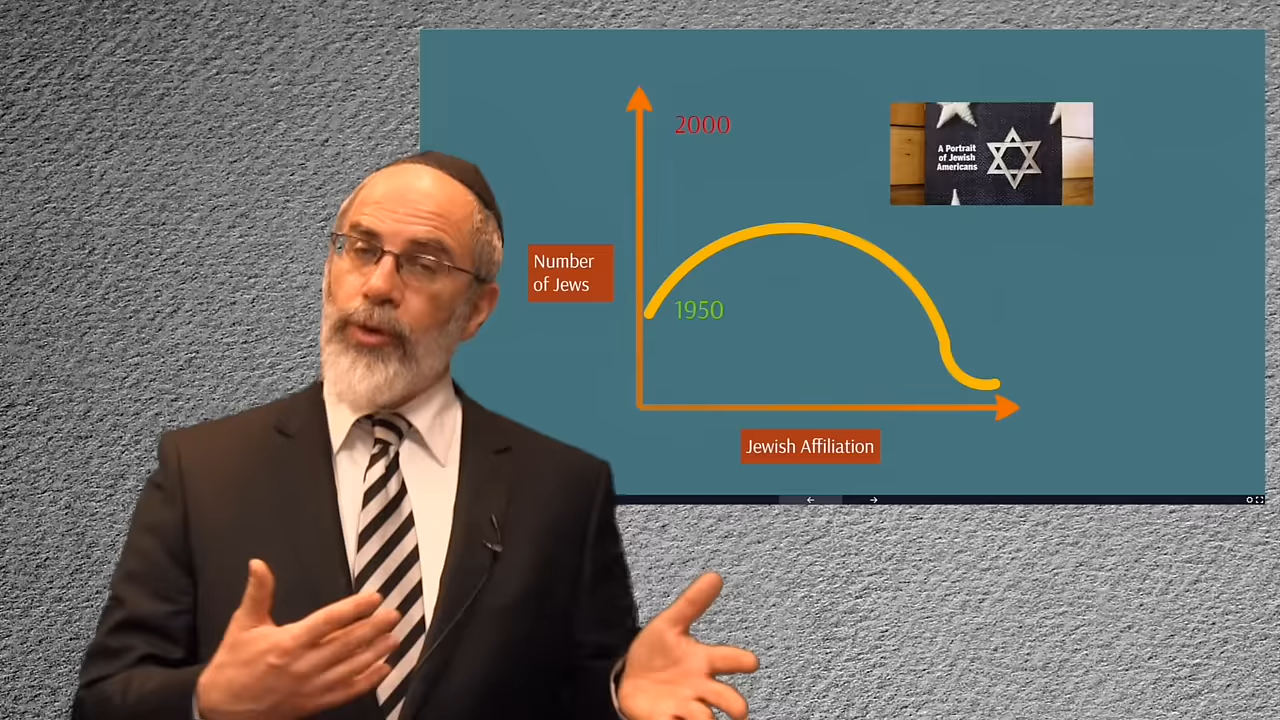 2000
A Portrait
of Jewish
Americans
Number
of Jews
1950
Jewish Affiliation